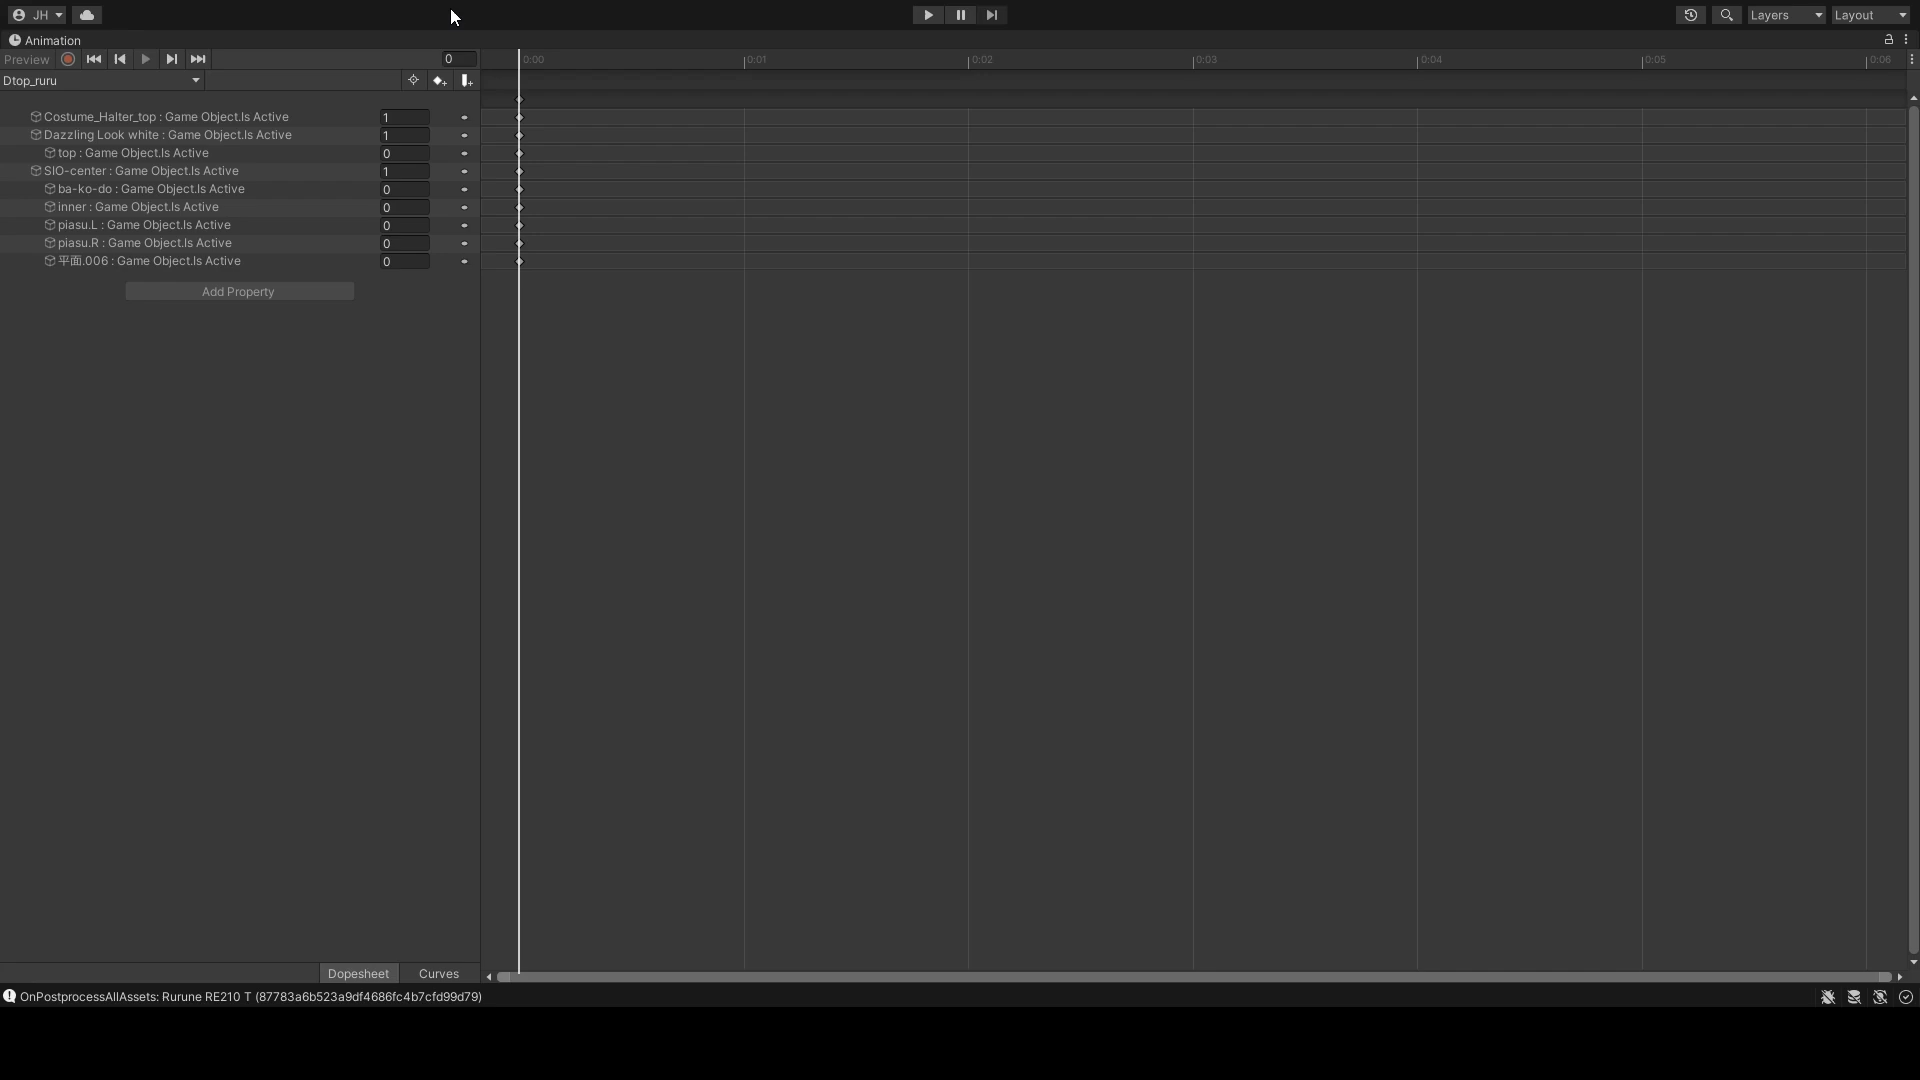 JH
Layers
Layout
Animation
Preview
0
0:00
0:01
0:02
0:03
0:04
0:05
0:06
Dtop_ruru
Costume_Halter_top : Game Object.Is Active 1
Dazzling Look white : Game Object.Is Active 1
top : Game Object.Is Active 0
SIO-center : Game Object.Is Active 1
ba-ko-do : Game Object.Is Active 0
inner : Game Object.Is Active 0
piasu.L : Game Object.Is Active 0
piasu.R : Game Object.Is Active 0
平面.006 : Game Object.Is Active 0
Add Property
Dopesheet
Curves
OnPostprocessAllAssets: Rurune RE210 T (87783a6b523a9df4686fc4b7cfd99d79)